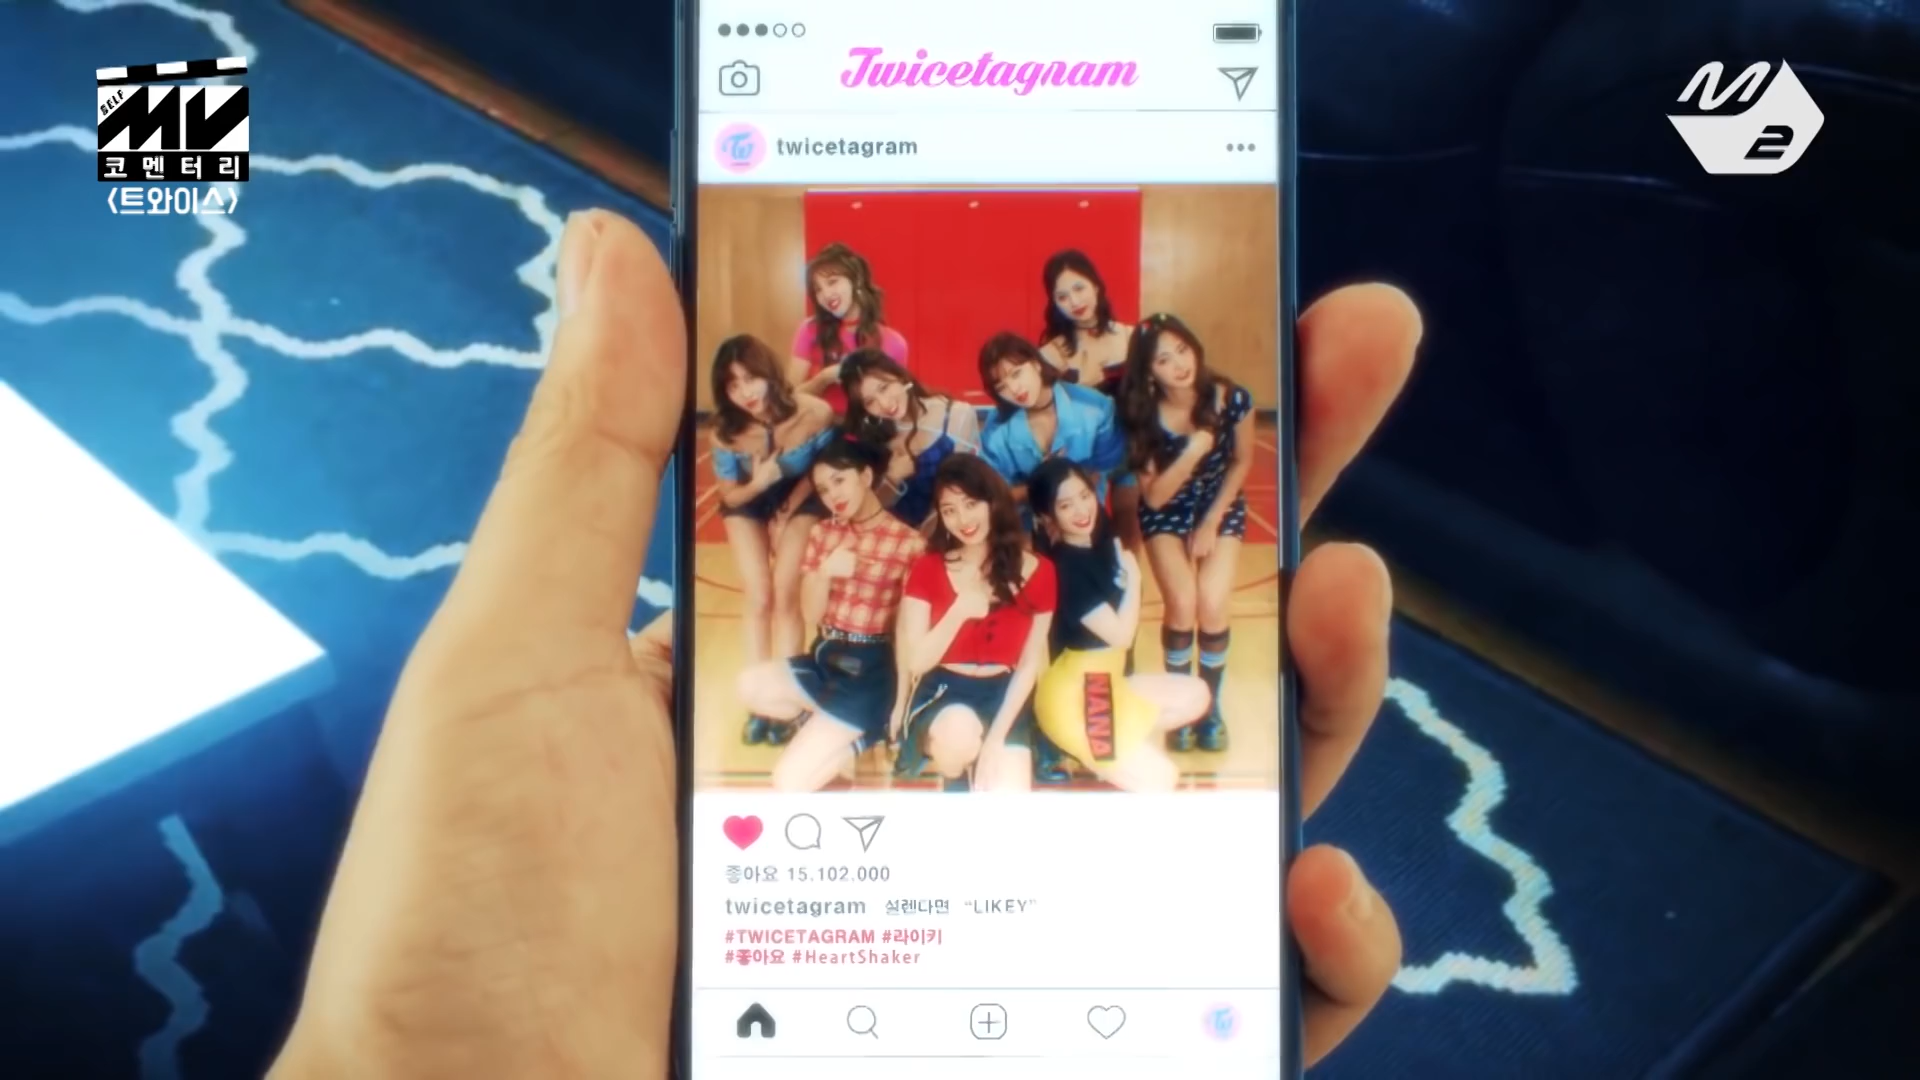 SELF
MV
코멘터리
<트와이스>
M2
Twicetagram
twicetagram
NANA
좋아요 15.102.000
twicetagram 설렌다면 "LIKEY"
#TWICETAGRAM #라이키
#좋아요 #HeartShaker